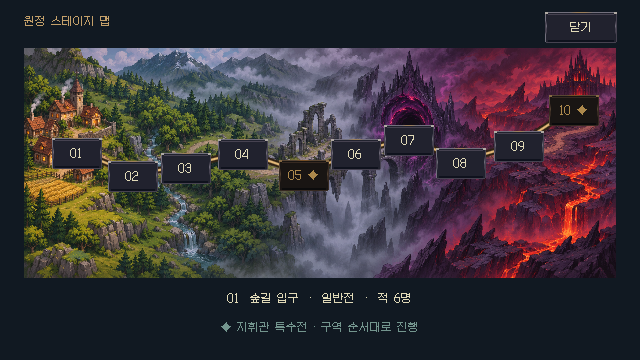 원정 스테이지 맵
닫기
01
02
03
04
05 ✦
06
07
08
09
10 ✦
01 숲길 입구 · 일반전 · 적 6명
✦ 지휘관 특수전 · 구역 순서대로 진행